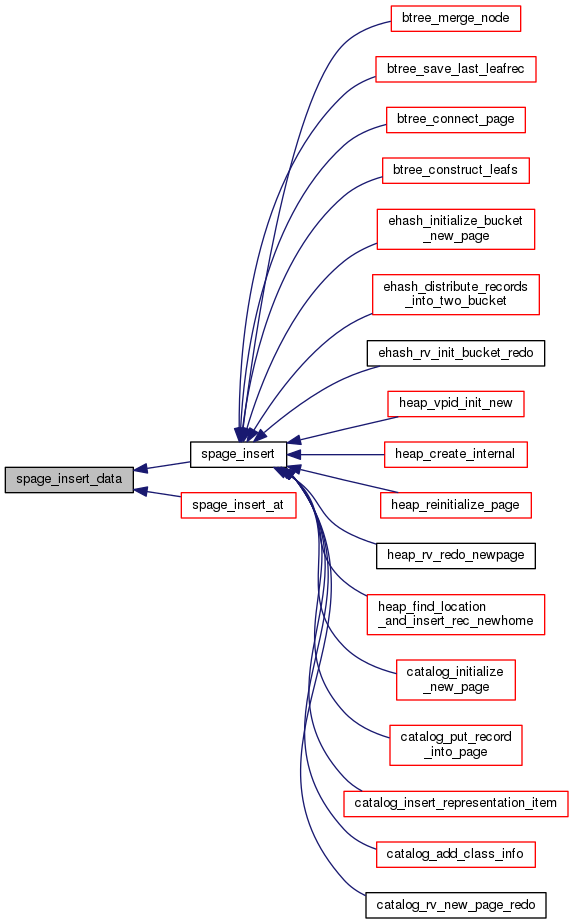 btree_merge_node
btree_save_last_leafrec
btree_connect_page
btree_construct_leafs
ehash_initialize_bucket
_new_page
ehash_distribute_records
_into_two_bucket
ehash_rv_init_bucket_redo
heap_vpid_init_new
spage_insert
heap_create_internal
spage_insert_data
spage_insert_at
heap_reinitialize_page
heap_rv_redo_newpage
heap_find_location
_and_insert_rec_newhome
catalog_initialize
_new_page
catalog_put_record
_into_page
catalog_insert_representation_item
catalog_add_class_info
catalog_rv_new_page_redo